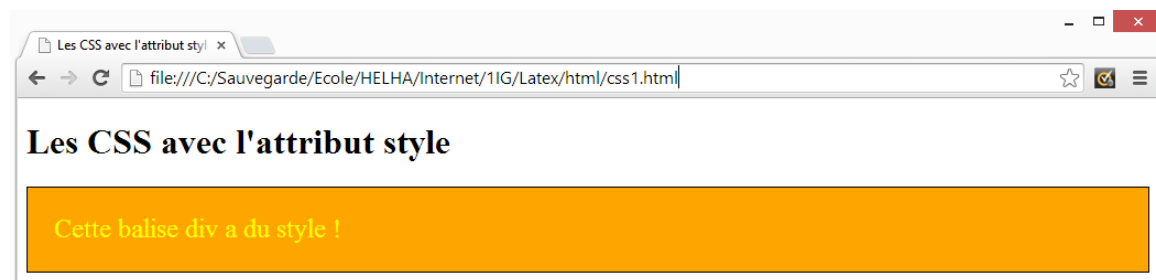 Les CSS avec l'attribut styl
file:///C:/Sauvegarde/Ecole/HELHA/Internet/1IG/Latex/html/css1.html
Les CSS avec l'attribut style
Cette balise div a du style !